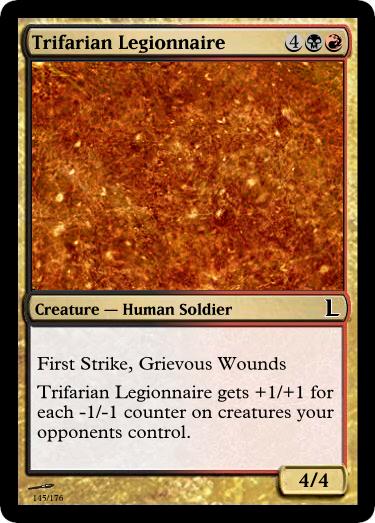 Trifarian Legionnaire 4
Creature — Human Soldier L
First Strike, Grievous Wounds
Trifarian Legionnaire gets +1/+1 for
each -1/-1 counter on creatures your
opponents control.
4/4
145/176